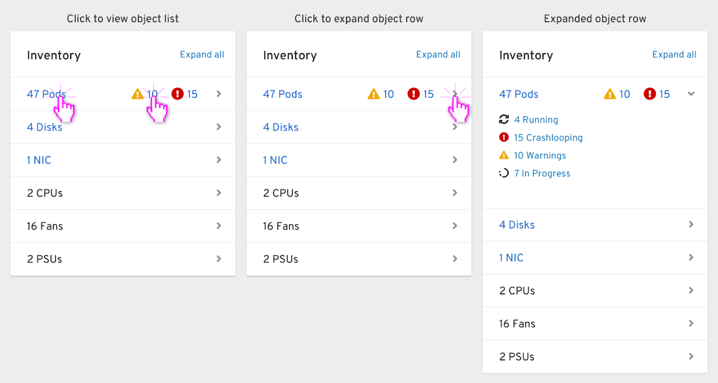 Click to view object list
Inventory Expand all
47 Pods 10 15
4 Disks
1 NIC
2 CPUs
16 Fans
2 PSUs
Click to expand object row
Inventory Expand all
47 Pods 10 15
4 Disks
1 NIC
2 CPUs
16 Fans
2 PSUs
Expanded object row
Inventory Expand all
47 Pods 10 15
4 Running
15 Crashlooping
10 Warnings
7 In Progress
4 Disks
1 NIC
2 CPUs
16 Fans
2 PSUs